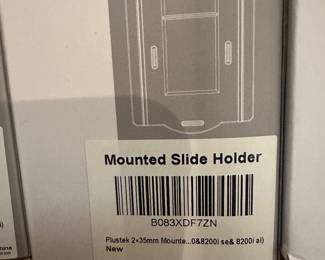 Mounted Slide Holder
B083XDF7ZN
Plustek 2×35mm Mounte...0&8200i se& 8200i ai)
New